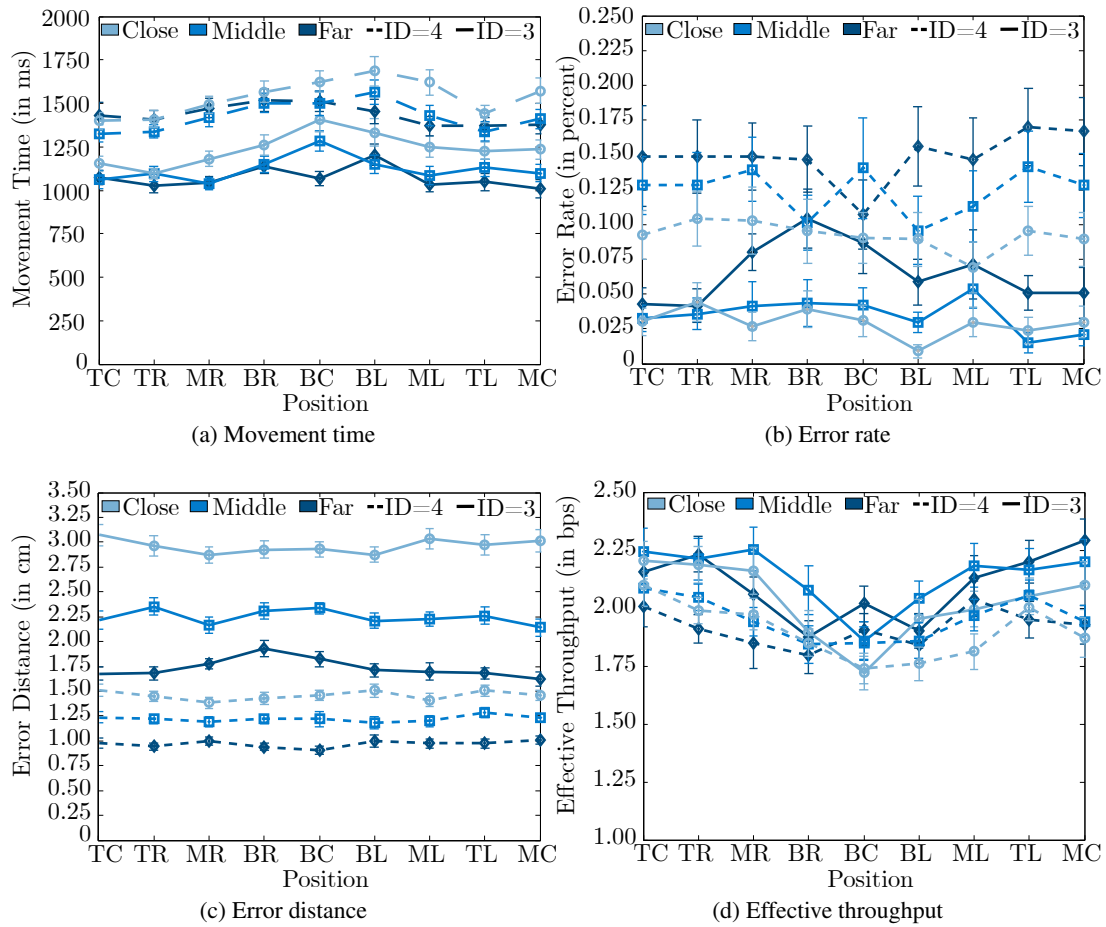 Close Middle Far ID=4 ID=3
Movement Time (in ms)
2000
1750
1500
1250
1000
750
500
250
0
TC TR MR BR BC BL ML TL MC
Position
(a) Movement time
Close Middle Far ID=4 ID=3
Error Rate (in percent)
0.250
0.225
0.200
0.175
0.150
0.125
0.100
0.075
0.050
0.025
0
TC TR MR BR BC BL ML TL MC
Position
(b) Error rate
Close Middle Far ID=4 ID=3
Error Distance (in cm)
3.50
3.25
3.00
2.75
2.50
2.25
2.00
1.75
1.50
1.25
1.00
0.75
0.50
0.25
0
TC TR MR BR BC BL ML TL MC
Position
(c) Error distance
Close Middle Far ID=4 ID=3
Effective Throughput (in bps)
2.50
2.25
2.00
1.75
1.50
1.25
1.00
TC TR MR BR BC BL ML TL MC
Position
(d) Effective throughput